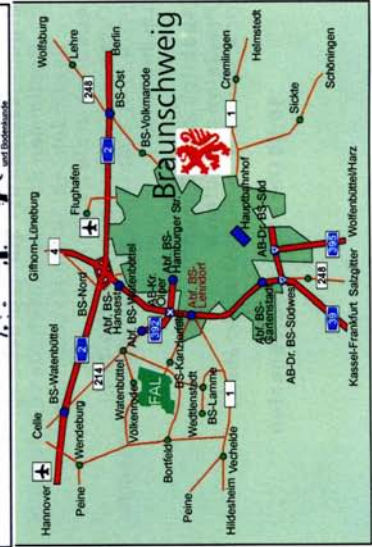 und Bodenkunde
Wolfsburg
Lehre
248
BS-Ost
Berlin
BS-Volkmarode
Cremlingen
Helmstedt
1
Sickte
Schöningen
Braunschweig
Flughafen
2
Gifhorn-Lüneburg
4
BS-Nord
Abf. BS-
Hansestr.
Abf. BS-Watenbüttel
Abf. BS-
Hamburger Str.
AB-Kr.
Ölper
392
Abf. BS-
Lehndorf
Hauptbahnhof
AB-Dr. BS-Süd
395
Wolfenbüttel/Harz
248
Salzgitter
39
Kassel-Frankfurt
AB-Dr. BS-Südwest
Abf. BS-
Gartenstadt
BS-Watenbüttel
2
214
Watenbüttel
Völkenrode
FAL
BS-Kanzlerfeld
Wedtlenstedt
BS-Lamme
1
Celle
Wendeburg
Hannover
Peine
Bortfeld
Vechelde
Peine
Hildesheim